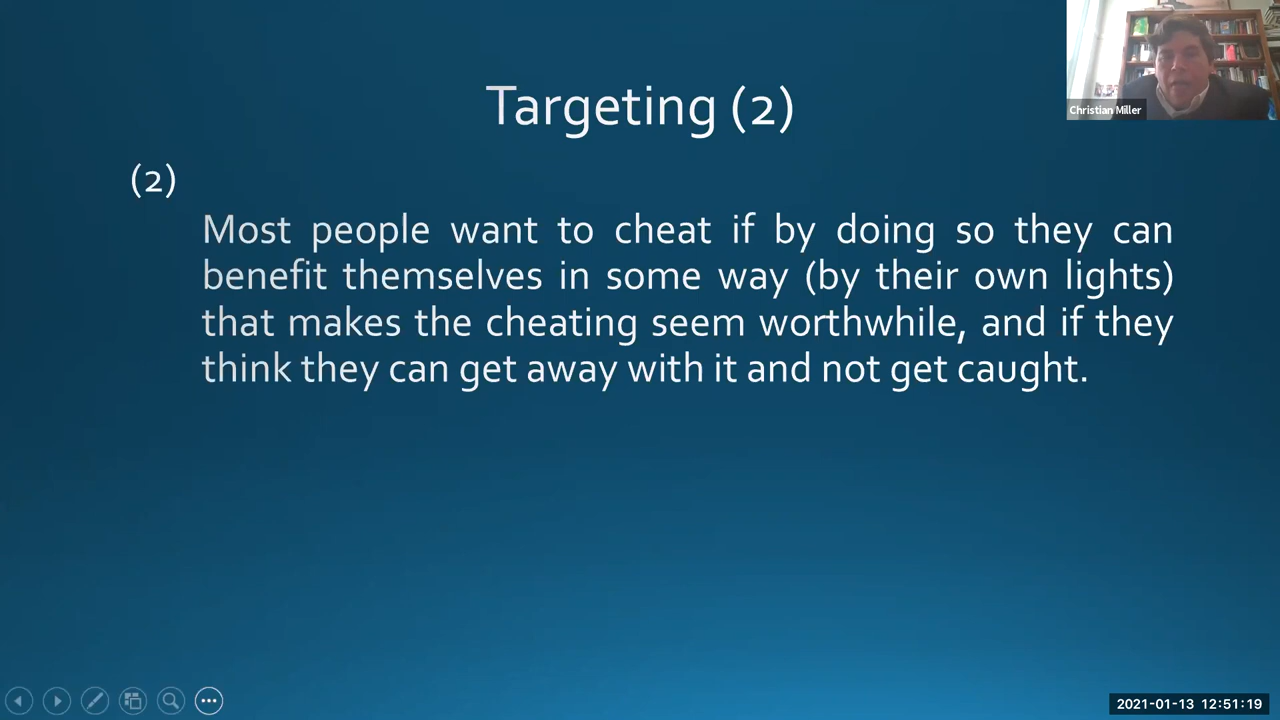 Christian Miller
Targeting (2)
(2)
Most people want to cheat if by doing so they can
benefit themselves in some way (by their own lights)
that makes the cheating seem worthwhile, and if they
think they can get away with it and not get caught.
2021-01-13 12:51:19